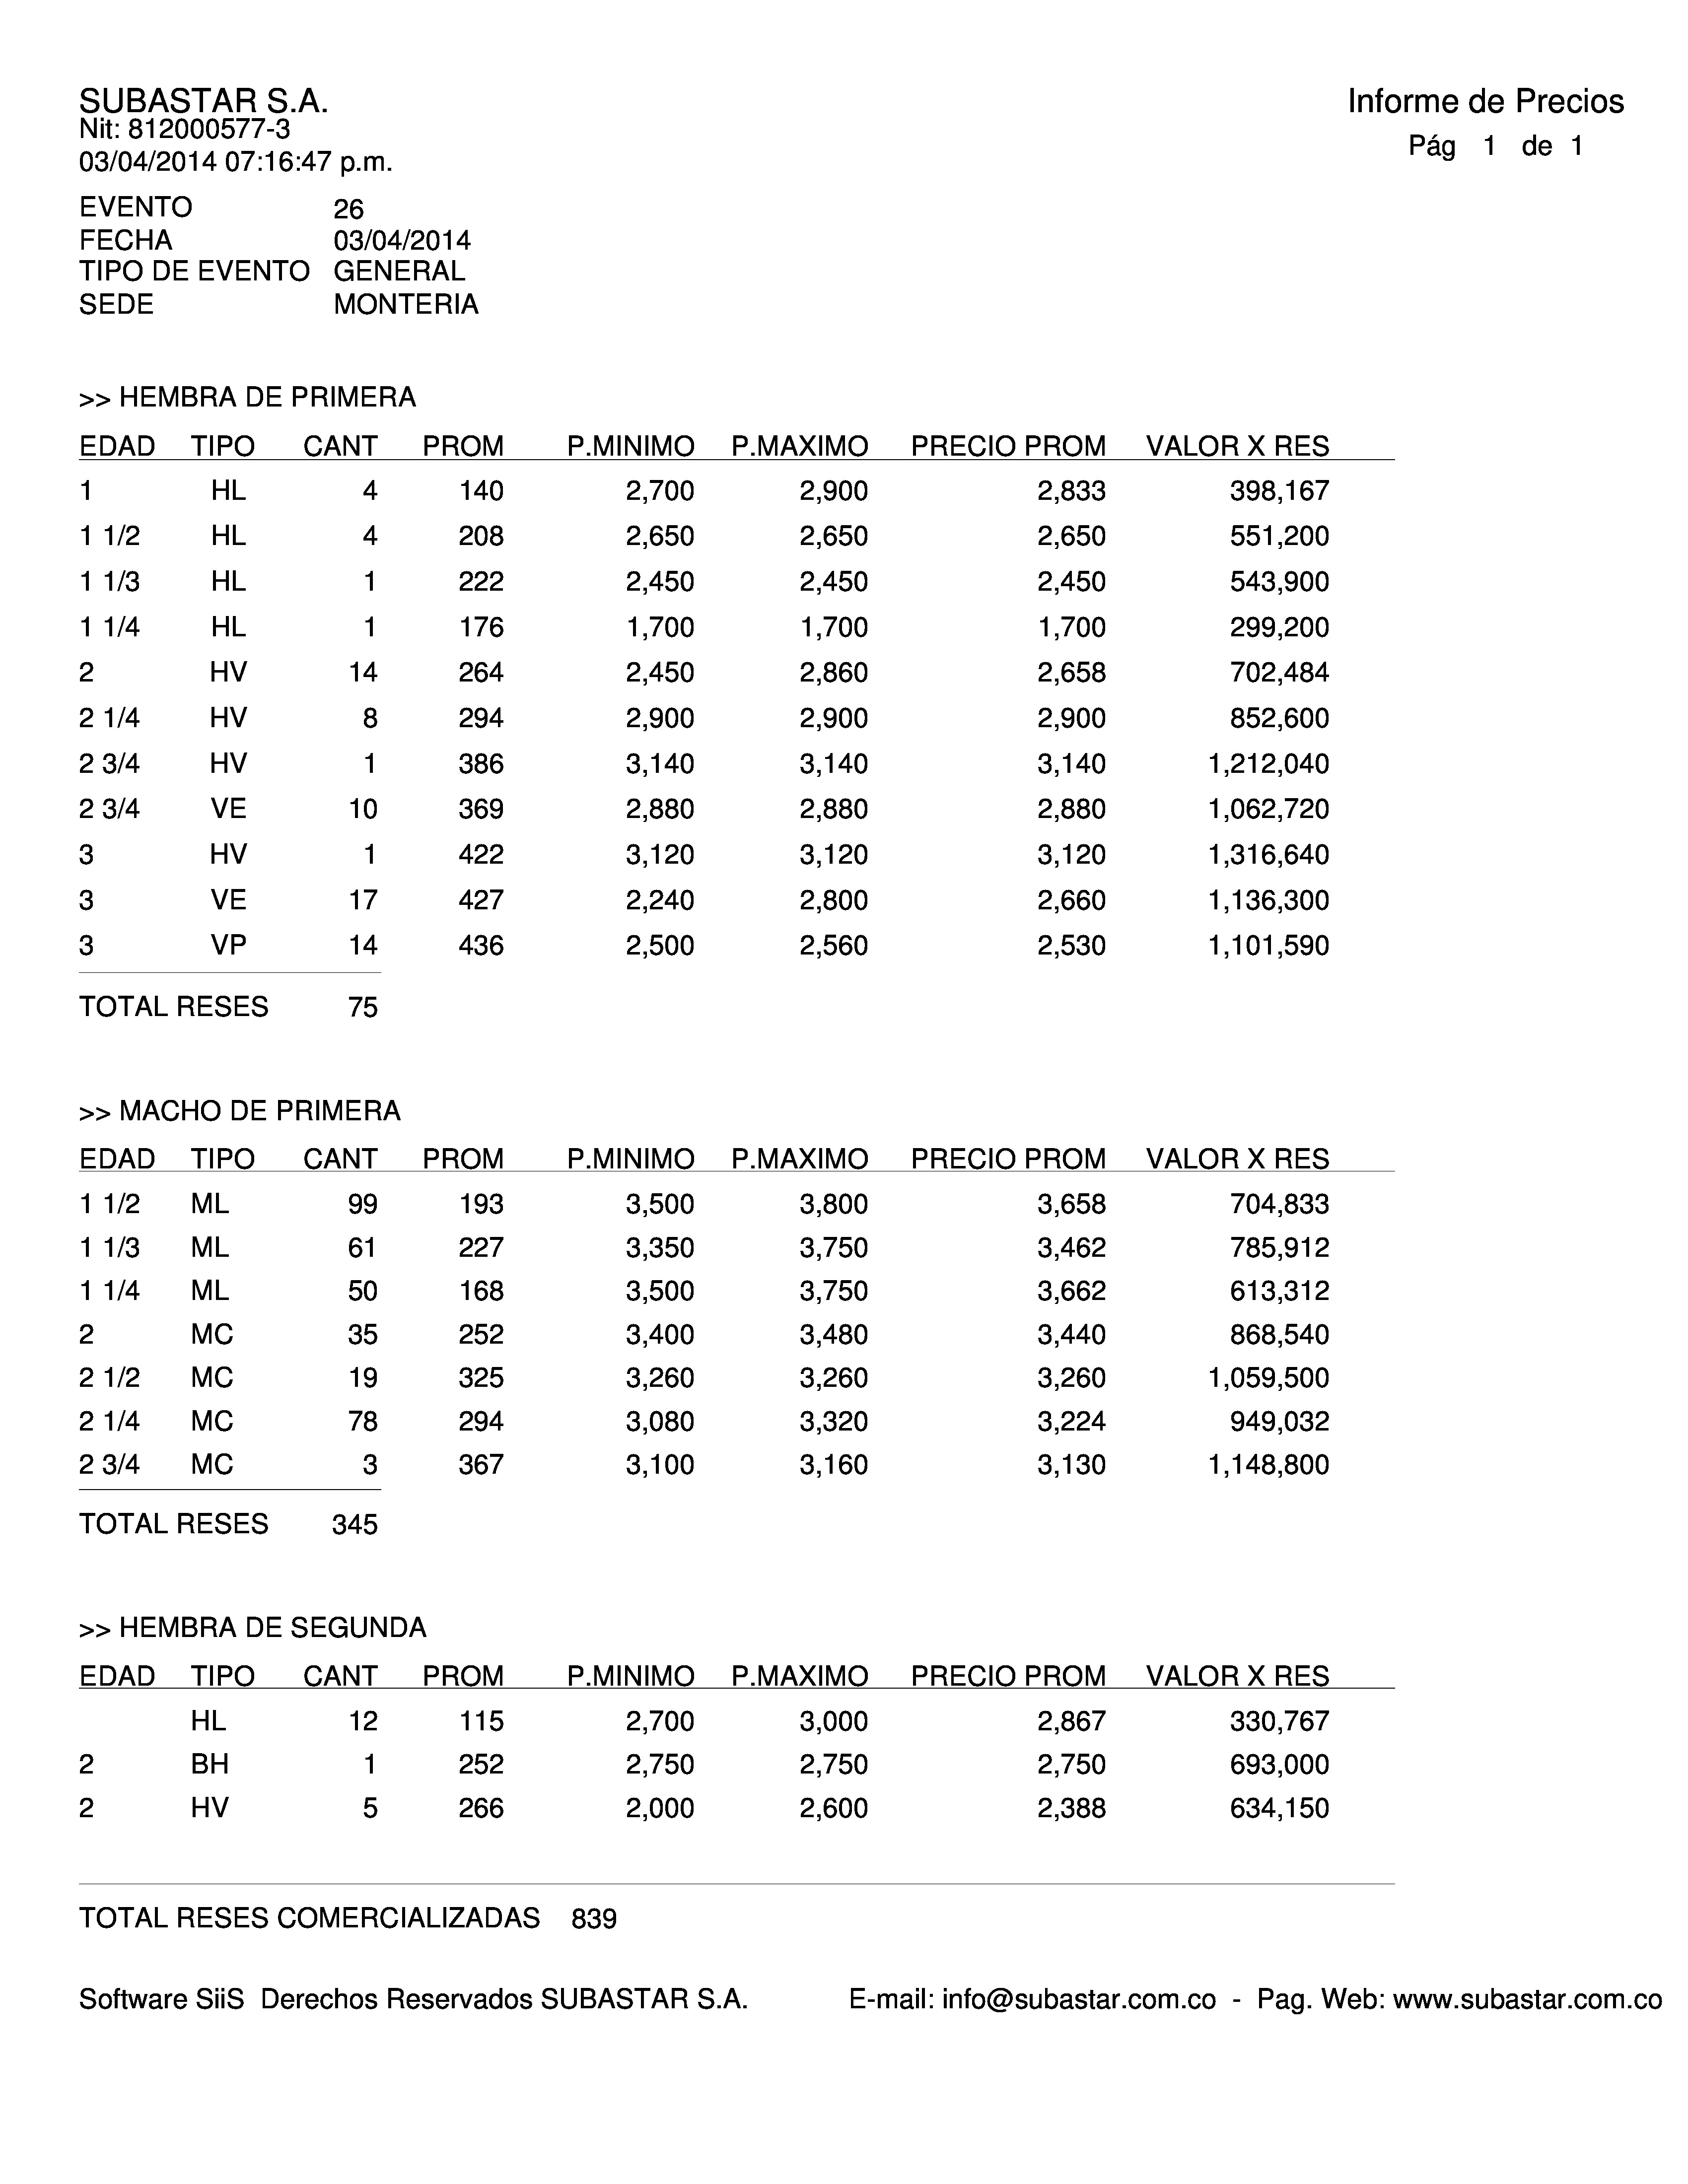 SUBASTAR S.A.
Informe de Precios
Nit: 812000577-3
Pág 1 de 1
03/04/2014 07:16:47 p.m.
EVENTO 26
FECHA 03/04/2014
TIPO DE EVENTO GENERAL
SEDE MONTERIA
>> HEMBRA DE PRIMERA
EDAD TIPO CANT PROM P.MINIMO P.MAXIMO PRECIO PROM VALOR X RES
1 HL 4 140 2,700 2,900 2,833 398,167
1 1/2 HL 4 208 2,650 2,650 2,650 551,200
1 1/3 HL 1 222 2,450 2,450 2,450 543,900
1 1/4 HL 1 176 1,700 1,700 1,700 299,200
2 HV 14 264 2,450 2,860 2,658 702,484
2 1/4 HV 8 294 2,900 2,900 2,900 852,600
2 3/4 HV 1 386 3,140 3,140 3,140 1,212,040
2 3/4 VE 10 369 2,880 2,880 2,880 1,062,720
3 HV 1 422 3,120 3,120 3,120 1,316,640
3 VE 17 427 2,240 2,800 2,660 1,136,300
3 VP 14 436 2,500 2,560 2,530 1,101,590
TOTAL RESES 75
>> MACHO DE PRIMERA
EDAD TIPO CANT PROM P.MINIMO P.MAXIMO PRECIO PROM VALOR X RES
1 1/2 ML 99 193 3,500 3,800 3,658 704,833
1 1/3 ML 61 227 3,350 3,750 3,462 785,912
1 1/4 ML 50 168 3,500 3,750 3,662 613,312
2 MC 35 252 3,400 3,480 3,440 868,540
2 1/2 MC 19 325 3,260 3,260 3,260 1,059,500
2 1/4 MC 78 294 3,080 3,320 3,224 949,032
2 3/4 MC 3 367 3,100 3,160 3,130 1,148,800
TOTAL RESES 345
>> HEMBRA DE SEGUNDA
EDAD TIPO CANT PROM P.MINIMO P.MAXIMO PRECIO PROM VALOR X RES
HL 12 115 2,700 3,000 2,867 330,767
2 BH 1 252 2,750 2,750 2,750 693,000
2 HV 5 266 2,000 2,600 2,388 634,150
TOTAL RESES COMERCIALIZADAS 839
Software SiiS Derechos Reservados SUBASTAR S.A. E-mail: info@subastar.com.co - Pag. Web: www.subastar.com.co